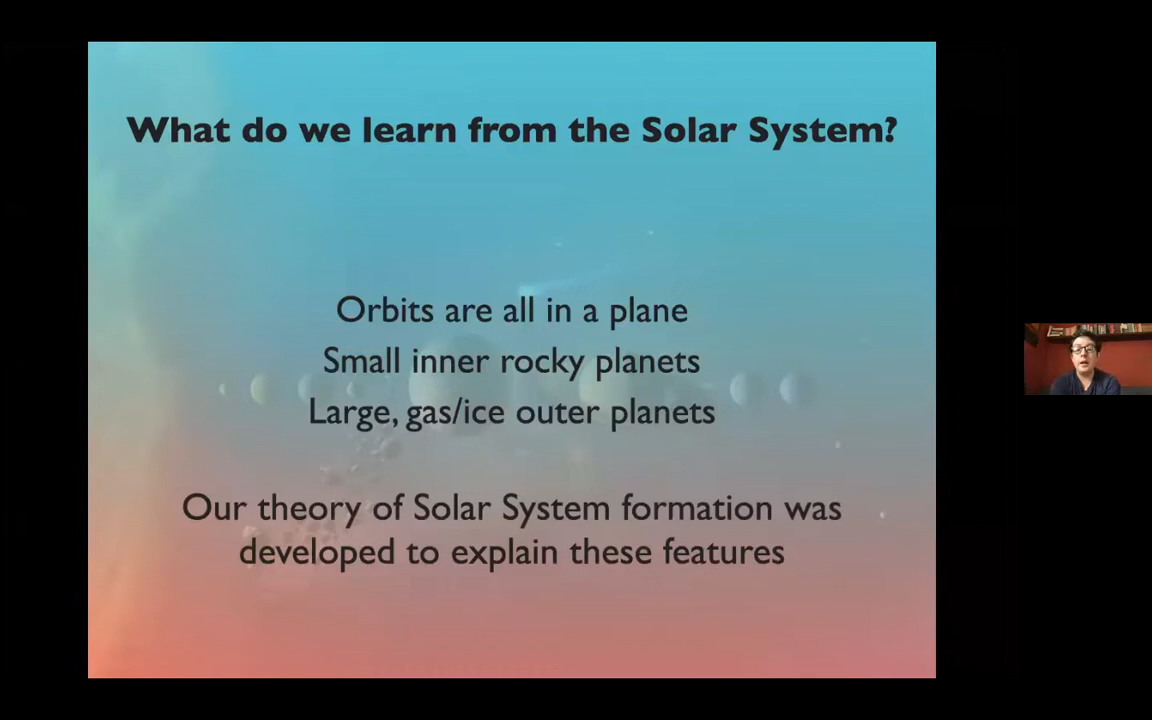 What do we learn from the Solar System?
Orbits are all in a plane
Small inner rocky planets
Large, gas/ice outer planets
Our theory of Solar System formation was
developed to explain these features